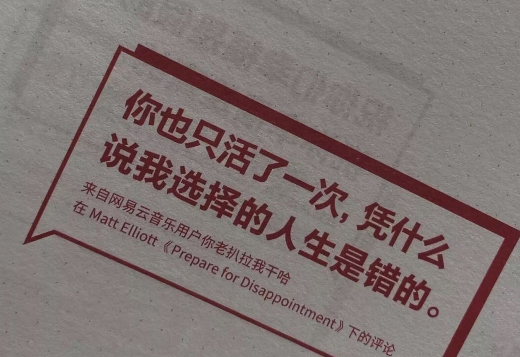 你也只活了一次,凭什么
说我选择的人生是错的。
来自网易云音乐用户你老扒拉我干哈
在 Matt Elliott《Prepare for Disappointment》下的评论